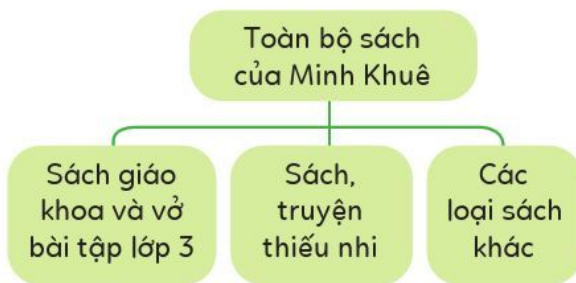 Toàn bộ sách
của Minh Khuê
Sách giáo
khoa và vở
bài tập lớp 3
Sách,
truyện
thiếu nhi
Các
loại sách
khác